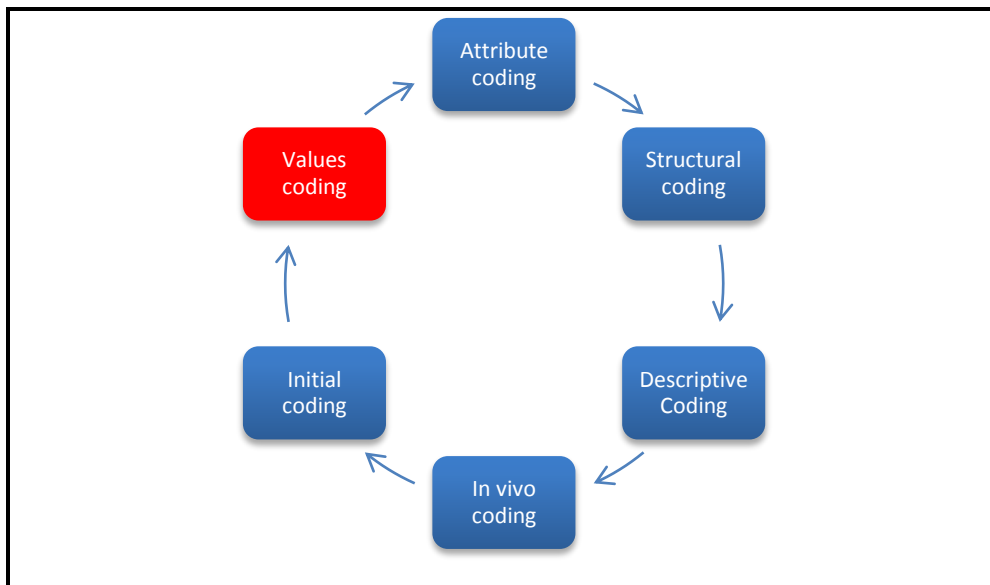 Attribute
coding
Structural
coding
Descriptive
Coding
In vivo
coding
Initial
coding
Values
coding